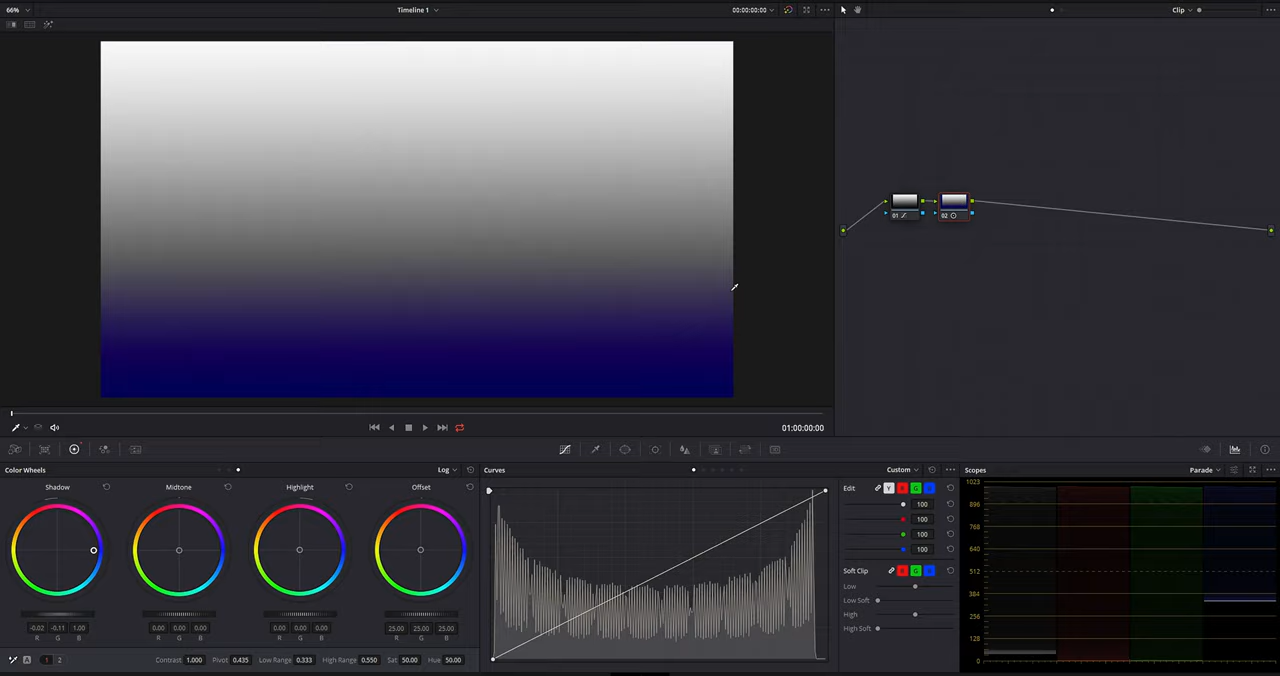 66%
Timeline 1
00:00:00:00
Clip
01
02
01:00:00:00
Color Wheels
Log
Shadow
Midtone
Highlight
Offset
-0.02 -0.11 1.00
R G B
0.00 0.00 0.00
R G B
0.00 0.00 0.00
R G B
25.00 25.00 25.00
R G B
A
1 2
Contrast 1.000 Pivot 0.435 Low Range 0.333 High Range 0.550 Sat 50.00 Hue 50.00
Curves
Custom
Edit
Y R G B
100
100
100
100
Soft Clip
R G B
Low
Low Soft
High
High Soft
Scopes
Parade
1023
896
768
640
512
384
256
128
0